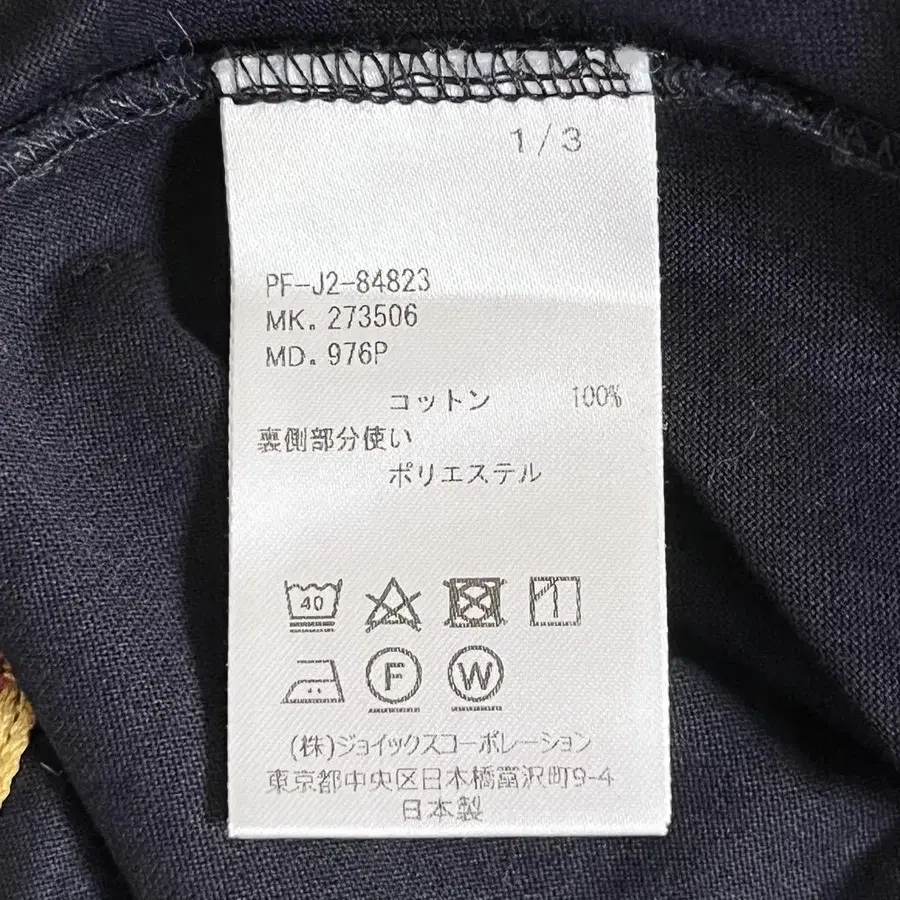 1/3
PF-J2-84823
MK. 273506
MD. 976P
コットン 100%
裏側部分使い
ポリエステル
40
F W
(株)ジョイックスコーポレーション
東京都中央区日本橋富沢町9-4
日本製